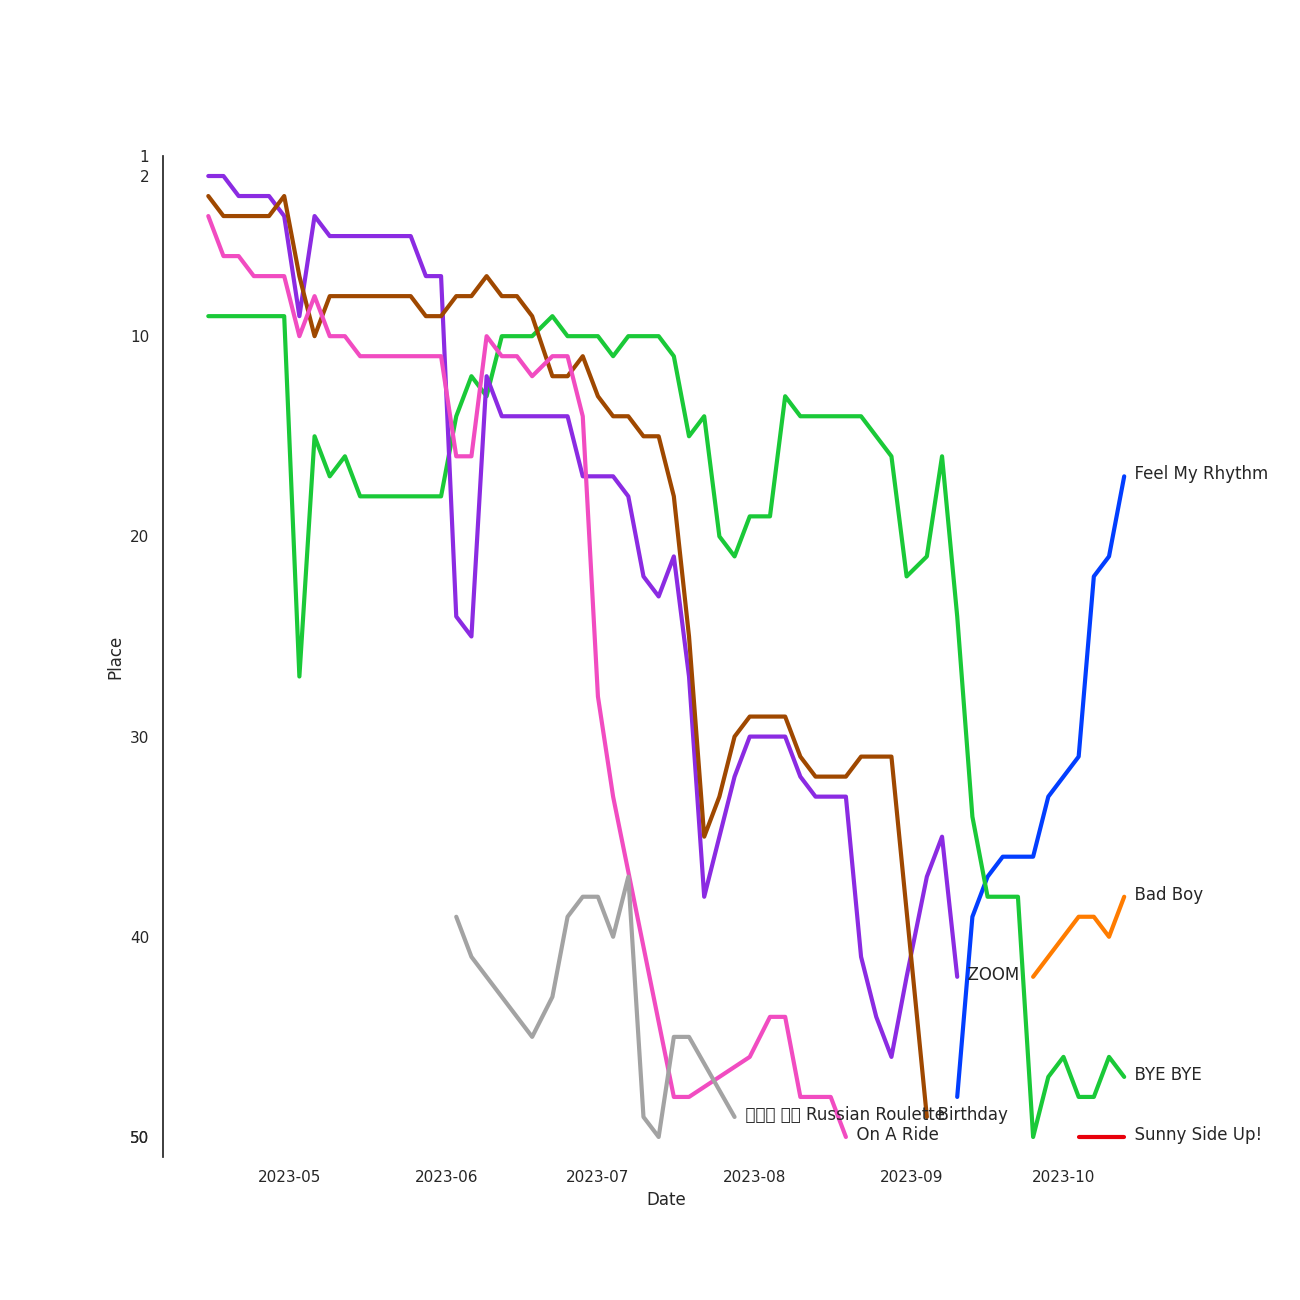 1
2
10
20
30
40
50
Place
2023-05
2023-06
2023-07
2023-08
2023-09
2023-10
Date
Feel My Rhythm
Bad Boy
ZOOM
BYE BYE
Russian Roulette
Birthday
On A Ride
Sunny Side Up!